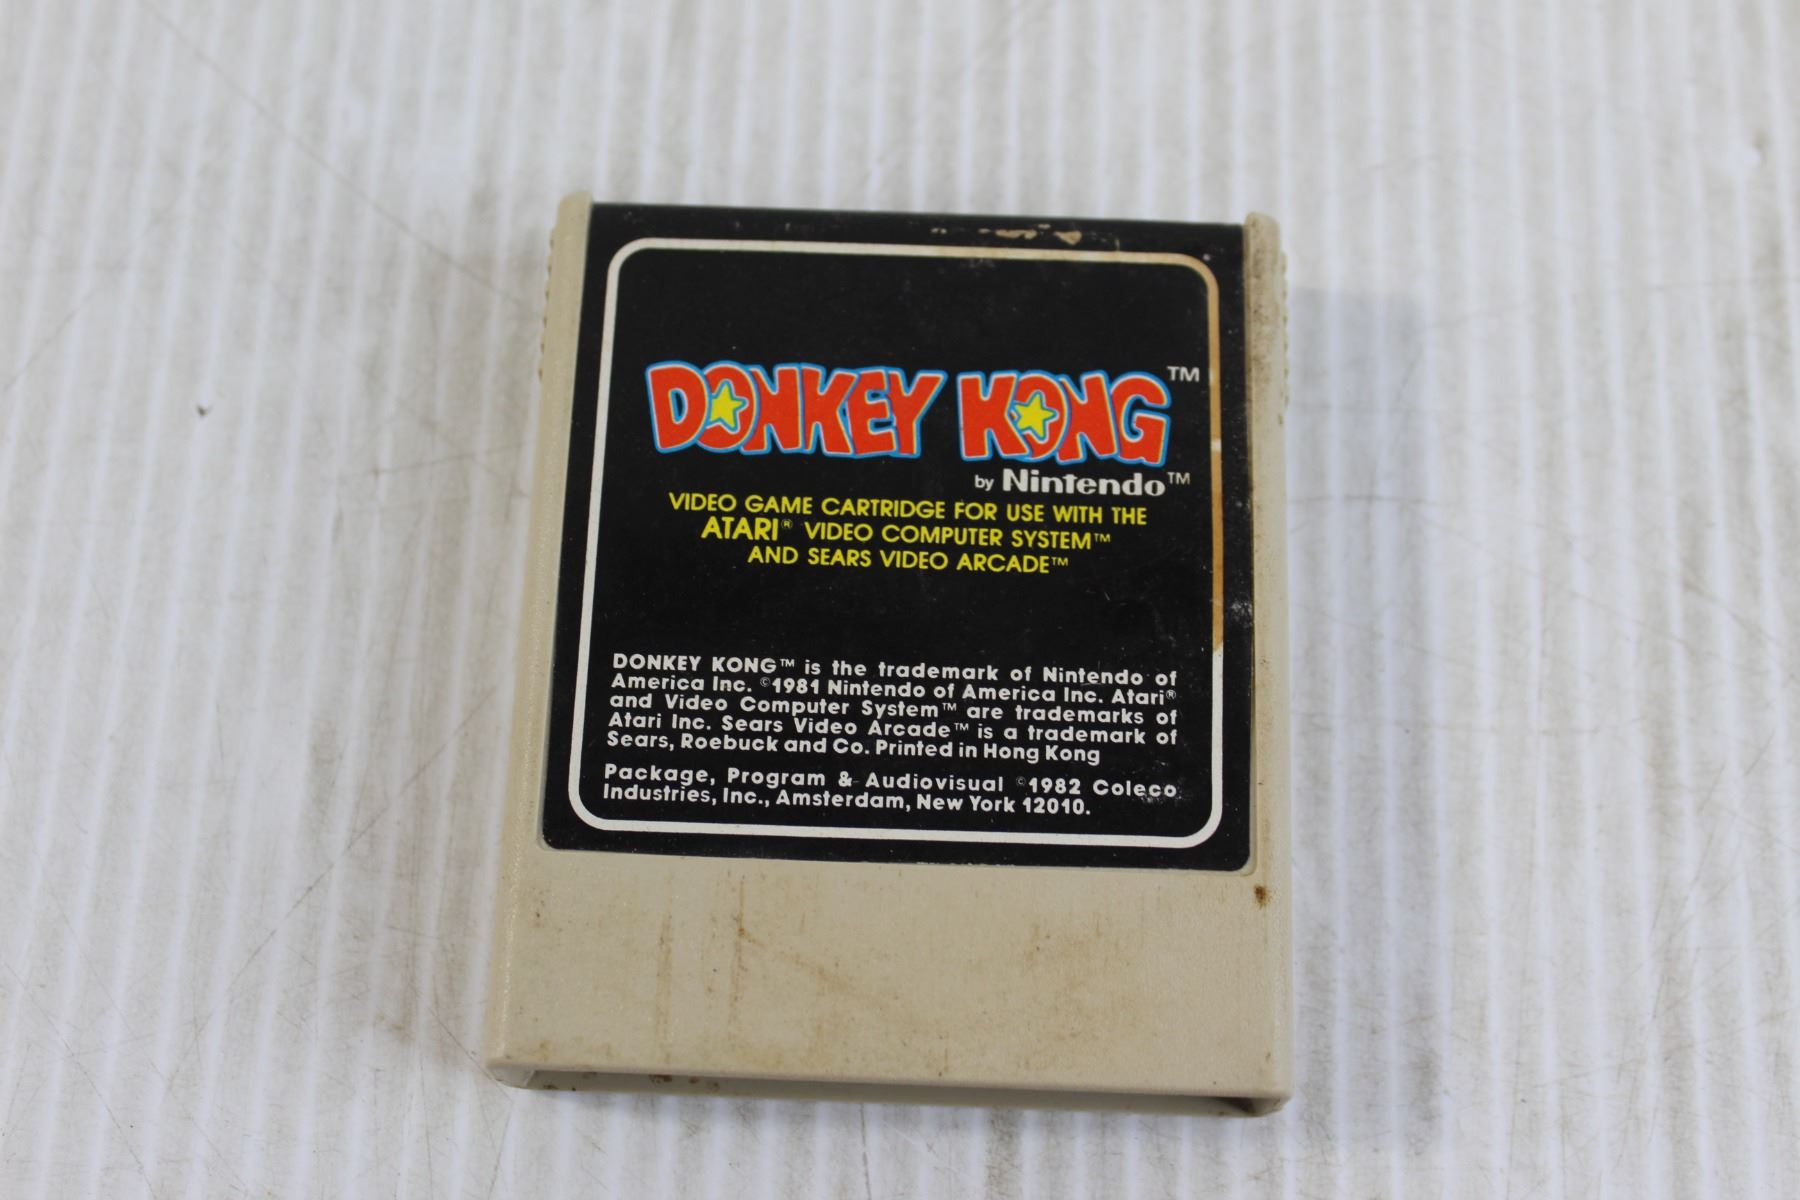 DONKEY KONG™
by Nintendo™
VIDEO GAME CARTRIDGE FOR USE WITH THE
ATARI® VIDEO COMPUTER SYSTEM™
AND SEARS VIDEO ARCADE™
DONKEY KONG™ is the trademark of Nintendo of
America Inc. ©1981 Nintendo of America Inc. Atari®
and Video Computer System™ are trademarks of
Atari Inc. Sears Video Arcade™ is a trademark of
Sears, Roebuck and Co. Printed in Hong Kong
Package, Program & Audiovisual ©1982 Coleco
Industries, Inc., Amsterdam, New York 12010.